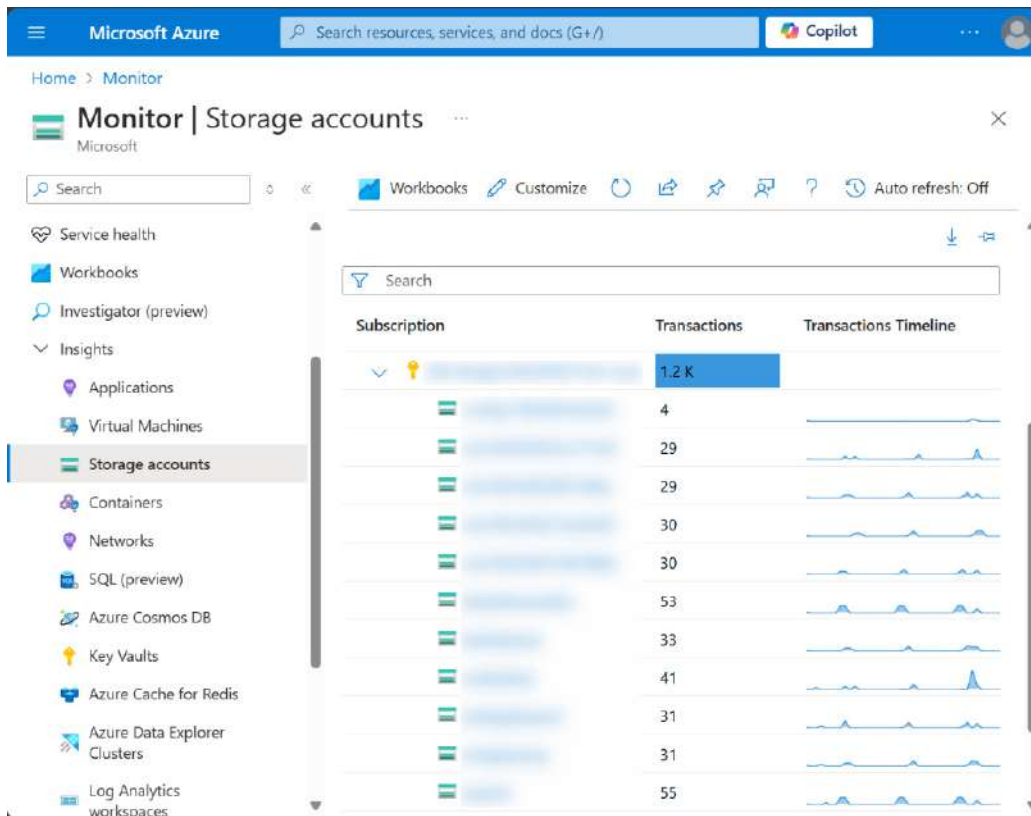 Microsoft Azure
Search resources, services, and docs (G+/)
Copilot
Home > Monitor
Monitor | Storage accounts
Microsoft
Search
Workbooks
Customize
Auto refresh: Off
Service health
Workbooks
Investigator (preview)
Insights
Applications
Virtual Machines
Storage accounts
Containers
Networks
SQL (preview)
Azure Cosmos DB
Key Vaults
Azure Cache for Redis
Azure Data Explorer
Clusters
Log Analytics
workspaces
Search
Subscription Transactions Transactions Timeline
1.2 K
4
29
29
30
30
53
33
41
31
31
55